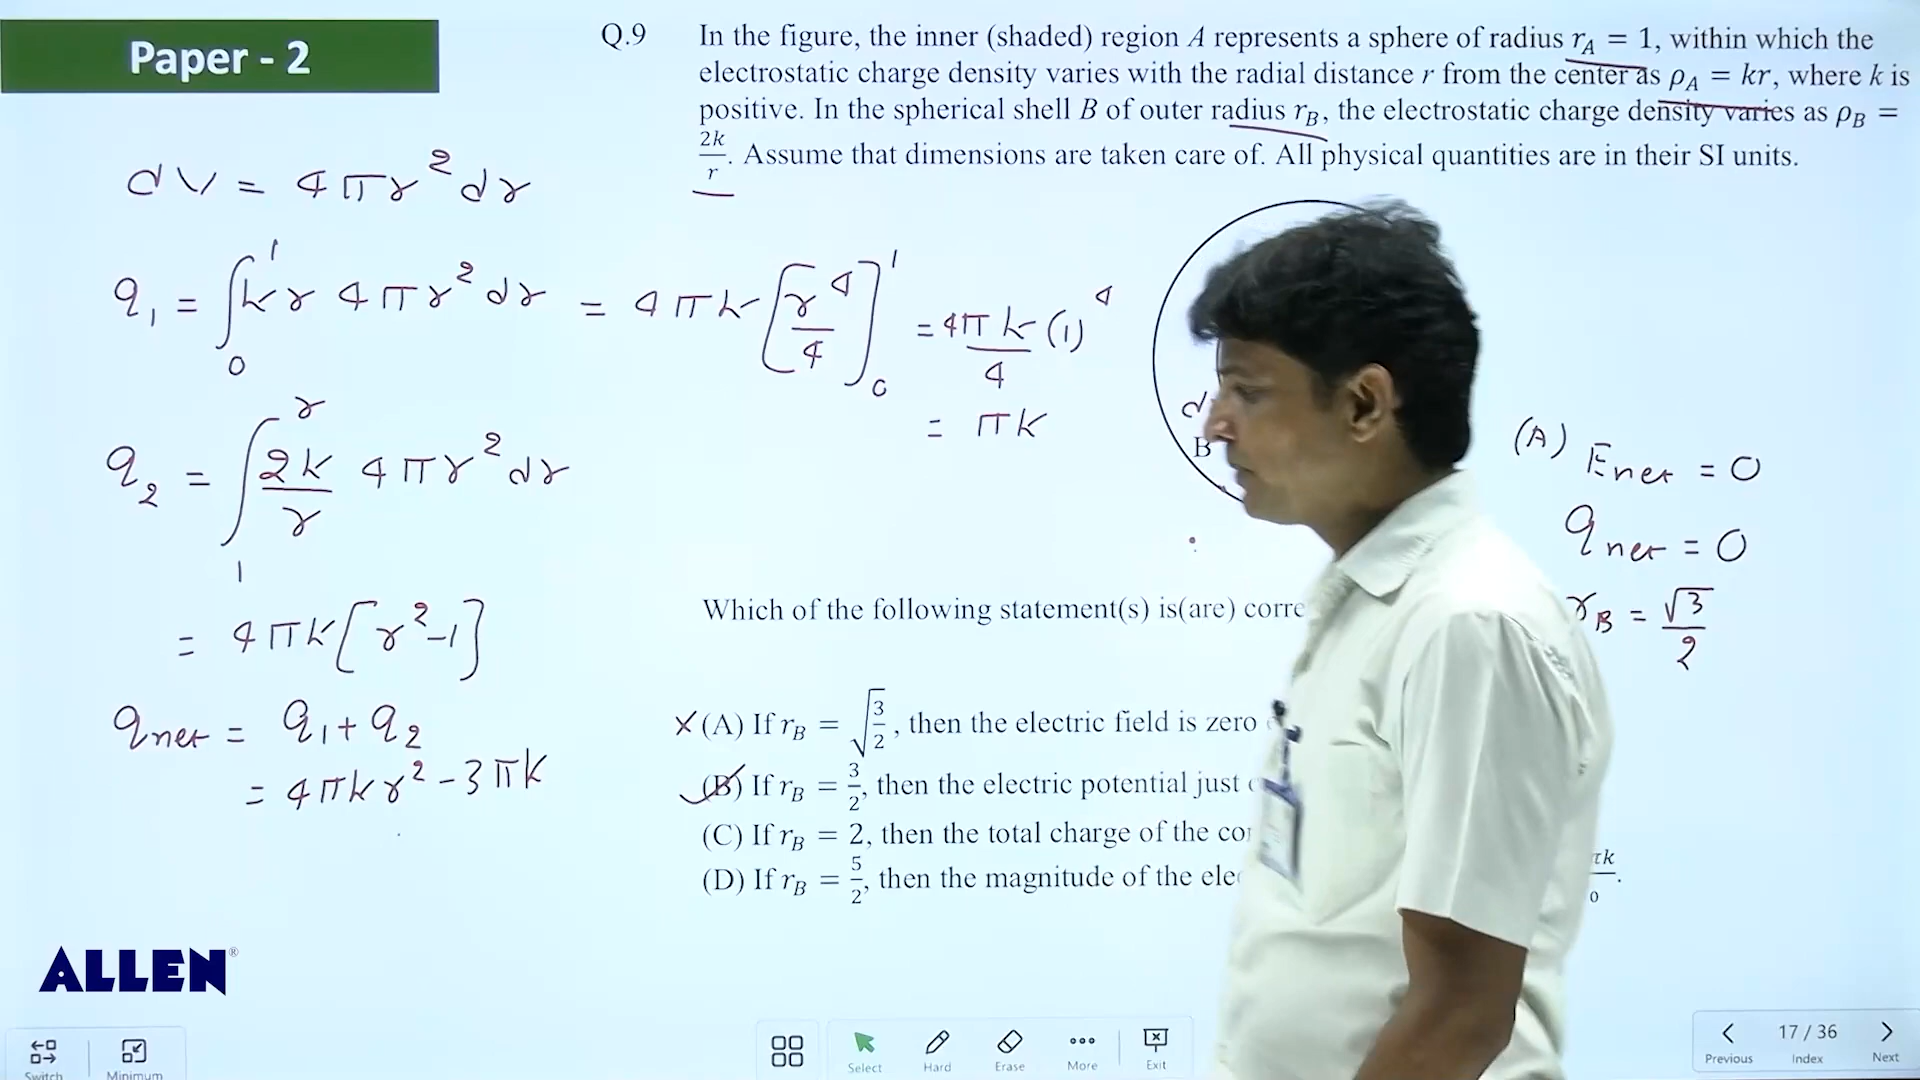 Paper - 2
Q.9 In the figure, the inner (shaded) region A represents a sphere of radius r_A = 1, within which the
electrostatic charge density varies with the radial distance r from the center as ρ_A = kr, where k is
positive. In the spherical shell B of outer radius r_B, the electrostatic charge density varies as ρ_B =
2k/r. Assume that dimensions are taken care of. All physical quantities are in their SI units.
dV = 4πr²dr
q₁ = ∫₀¹ kr 4πr²dr = 4πk [r⁴/4]₀¹ = 4πk/4 (1)⁴
= πk
q₂ = ∫₁ʳ 2k/r 4πr²dr
= 4πk[r²-1]
q_net = q₁+q₂
= 4πkr² - 3πk
B
(A) E_net = 0
q_net = 0
r_B = √3/2
Which of the following statement(s) is(are)
(A) If r_B = √(3/2), then the electric field is zero
(B) If r_B = 3/2, then the electric potential just
(C) If r_B = 2, then the total charge of the
(D) If r_B = 5/2, then the magnitude of the
ALLEN®
Switch
Minimum
Select
Hard
Erase
More
Exit
Previous
17 / 36
Index
Next